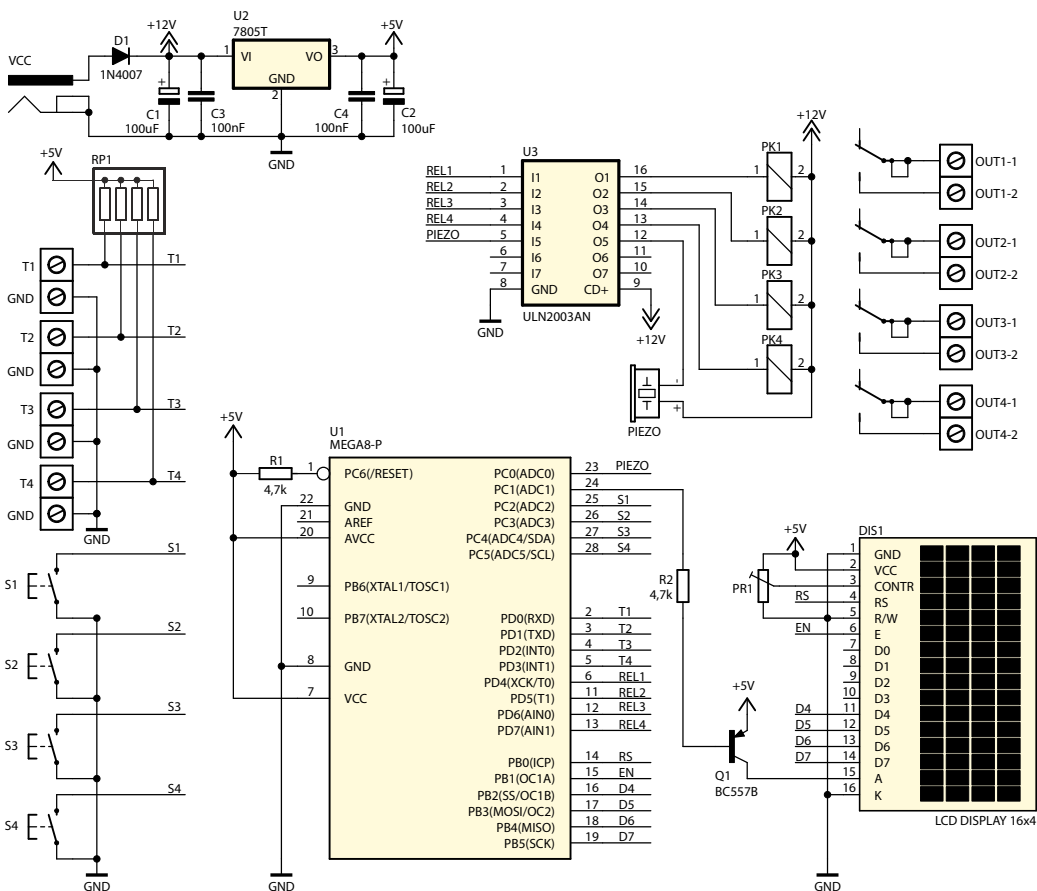 VCC
D1
1N4007
+12V
U2
7805T
1 VI VO 3
GND
2
+5V
C1
100uF
C3
100nF
C4
100nF
C2
100uF
GND
+5V
RP1
T1 T1
GND
T2 T2
GND
T3 T3
GND
T4 T4
GND
GND
S1
S1
S2
S2
S3
S3
S4
S4
GND
U3
REL1 1 I1 O1 16
REL2 2 I2 O2 15
REL3 3 I3 O3 14
REL4 4 I4 O4 13
PIEZO 5 I5 O5 12
6 I6 O6 11
7 I7 O7 10
8 GND CD+ 9
ULN2003AN
GND
+12V
+12V
PK1
1 2
PK2
1 2
PK3
1 2
PK4
1 2
- +
PIEZO
OUT1-1
OUT1-2
OUT2-1
OUT2-2
OUT3-1
OUT3-2
OUT4-1
OUT4-2
+5V
R1
4,7k
U1
MEGA8-P
1 PC6(/RESET)
22 GND
21 AREF
20 AVCC
9 PB6(XTAL1/TOSC1)
10 PB7(XTAL2/TOSC2)
8 GND
7 VCC
PC0(ADC0) 23 PIEZO
PC1(ADC1) 24
PC2(ADC2) 25 S1
PC3(ADC3) 26 S2
PC4(ADC4/SDA) 27 S3
PC5(ADC5/SCL) 28 S4
PD0(RXD) 2 T1
PD1(TXD) 3 T2
PD2(INT0) 4 T3
PD3(INT1) 5 T4
PD4(XCK/T0) 6 REL1
PD5(T1) 11 REL2
PD6(AIN0) 12 REL3
PD7(AIN1) 13 REL4
PB0(ICP) 14 RS
PB1(OC1A) 15 EN
PB2(SS/OC1B) 16 D4
PB3(MOSI/OC2) 17 D5
PB4(MISO) 18 D6
PB5(SCK) 19 D7
GND
R2
4,7k
+5V
Q1
BC557B
+5V
PR1
DIS1
1 GND
2 VCC
3 CONTR
RS 4 RS
5 R/W
EN 6 E
7 D0
8 D1
9 D2
10 D3
D4 11 D4
D5 12 D5
D6 13 D6
D7 14 D7
15 A
16 K
LCD DISPLAY 16x4
GND